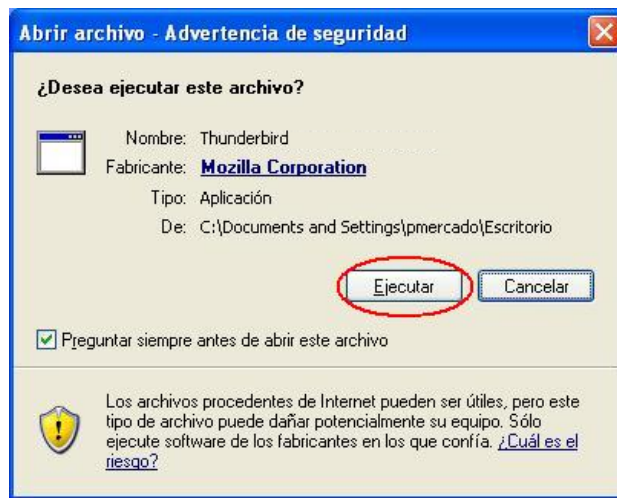 Abrir archivo - Advertencia de seguridad
¿Desea ejecutar este archivo?
Nombre: Thunderbird
Fabricante: Mozilla Corporation
Tipo: Aplicación
De: C:\Documents and Settings\pmercado\Escritorio
Ejecutar Cancelar
Preguntar siempre antes de abrir este archivo
Los archivos procedentes de Internet pueden ser útiles, pero este
tipo de archivo puede dañar potencialmente su equipo. Sólo
ejecute software de los fabricantes en los que confía. ¿Cuál es el
riesgo?